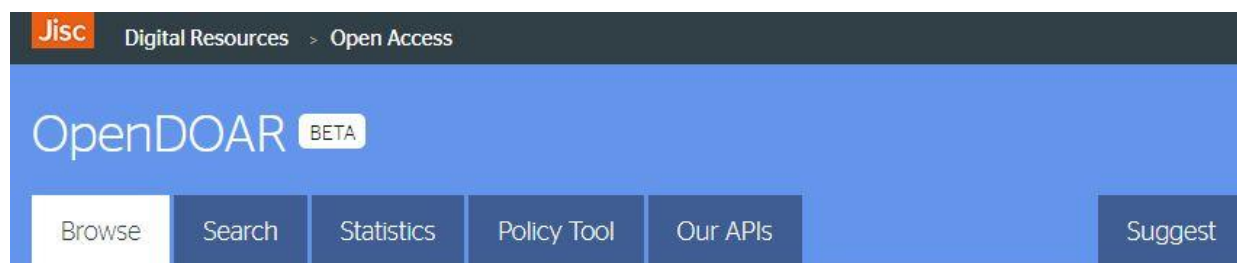 Jisc Digital Resources > Open Access
OpenDOAR BETA
Browse Search Statistics Policy Tool Our APIs Suggest